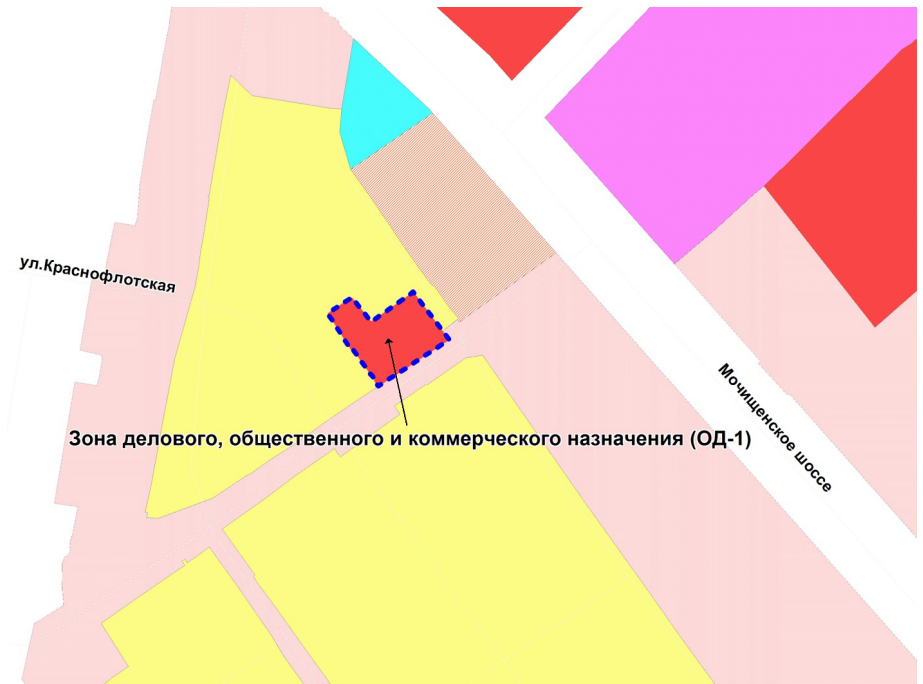 ул.Краснофлотская
Мочищенское шоссе
Зона делового, общественного и коммерческого назначения (ОД-1)